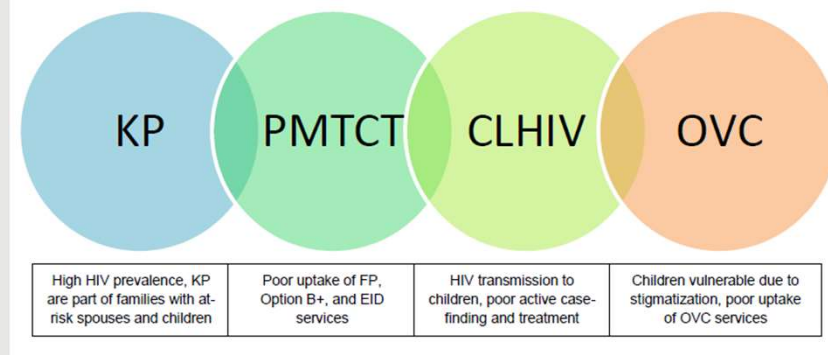 KP
PMTCT
CLHIV
OVC
High HIV prevalence, KP
are part of families with at-
risk spouses and children
Poor uptake of FP,
Option B+, and EID
services
HIV transmission to
children, poor active case-
finding and treatment
Children vulnerable due to
stigmatization, poor uptake
of OVC services